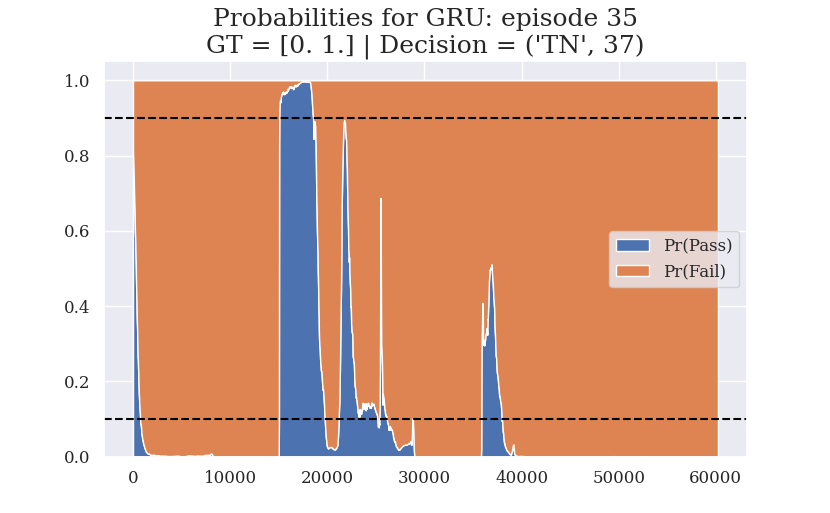 Probabilities for GRU: episode 35
GT = [0. 1.] | Decision = ('TN', 37)
1.0
0.8
0.6
0.4
0.2
0.0
Pr(Pass)
Pr(Fail)
0 10000 20000 30000 40000 50000 60000